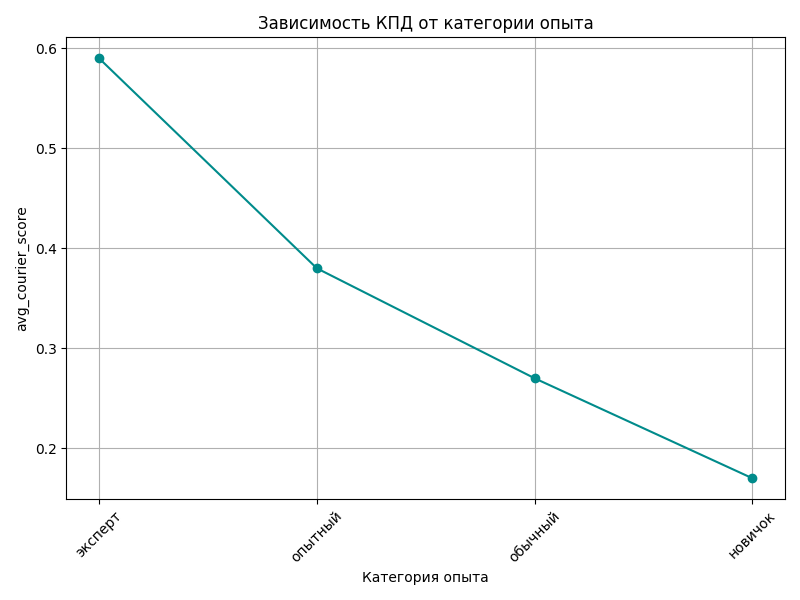 Зависимость КПД от категории опыта
avg_courier_score
0.6
0.5
0.4
0.3
0.2
эксперт
опытный
обычный
новичок
Категория опыта